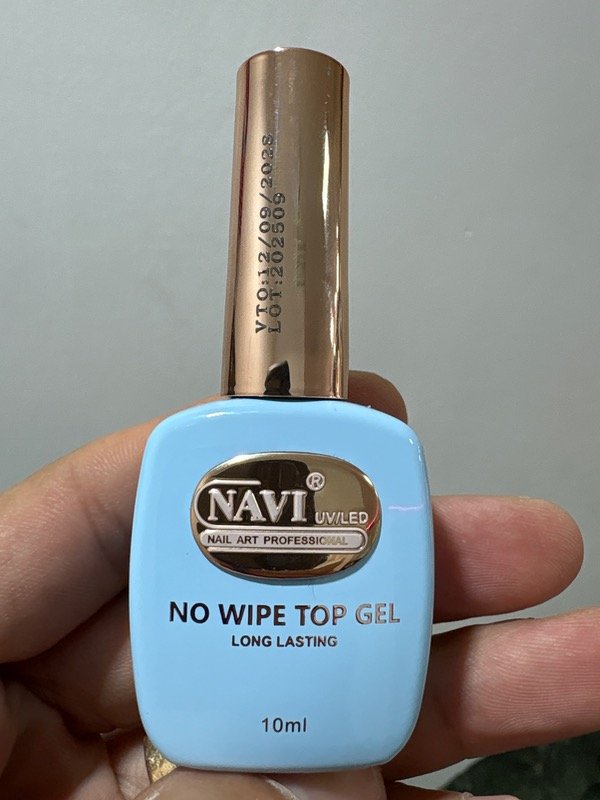 VTO:12/09/2028
LOT:202509
NAVI®
UV/LED
NAIL ART PROFESSIONAL
NO WIPE TOP GEL
LONG LASTING
10ml